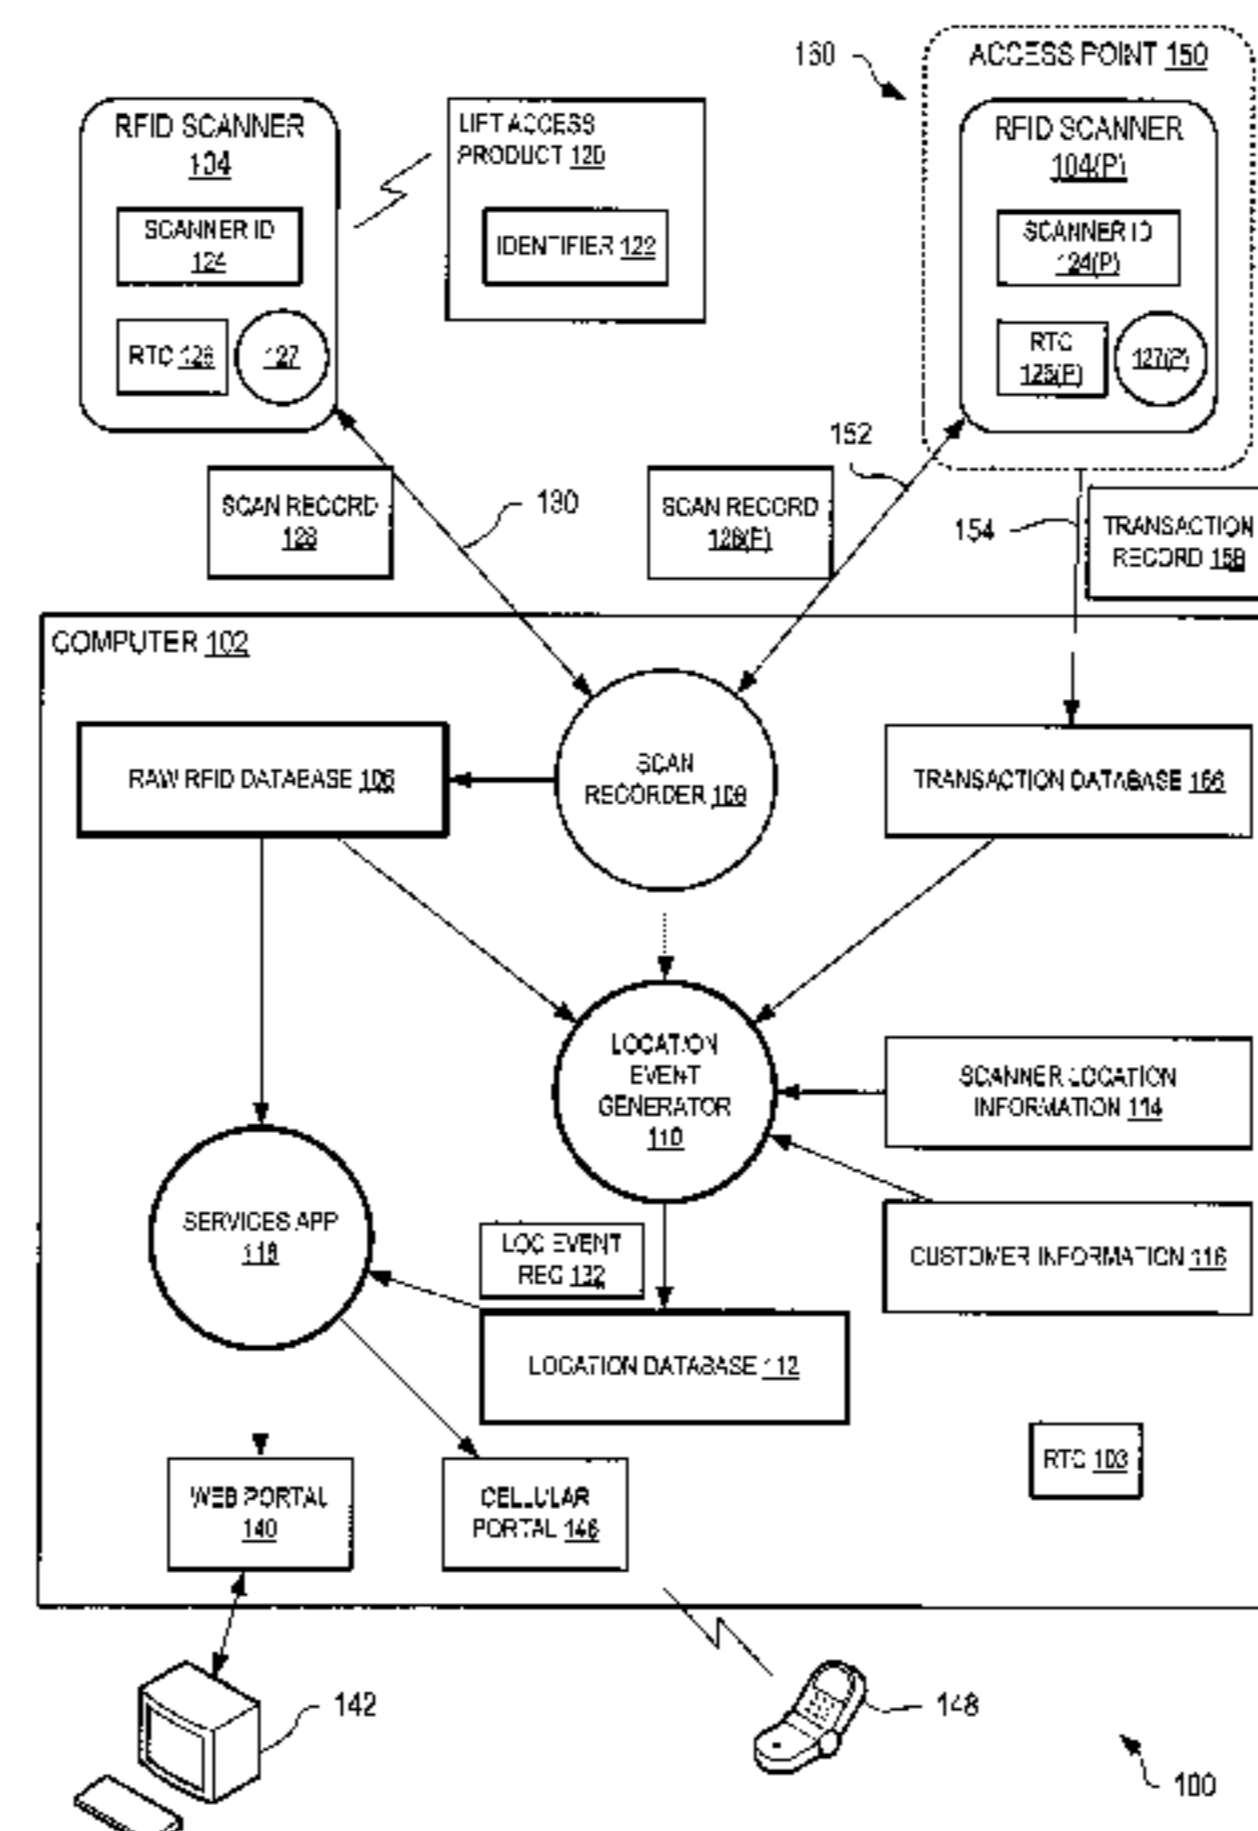 160
ACCESS POINT 150
RFID SCANNER
104
LIFT ACCESS
PRODUCT 120
RFID SCANNER
104(P)
SCANNER ID
124
IDENTIFIER 122
SCANNER ID
124(P)
RTC 126
127
RTC
126(P)
127(P)
152
SCAN RECORD
128
130
SCAN RECORD
128(P)
154
TRANSACTION
RECORD 158
COMPUTER 102
RAW RFID DATABASE 106
SCAN
RECORDER 108
TRANSACTION DATABASE 156
LOCATION
EVENT
GENERATOR
110
SCANNER LOCATION
INFORMATION 114
SERVICES APP
118
LOC EVENT
REC 132
CUSTOMER INFORMATION 116
LOCATION DATABASE 112
RTC 103
WEB PORTAL
140
CELLULAR
PORTAL 146
142
148
100